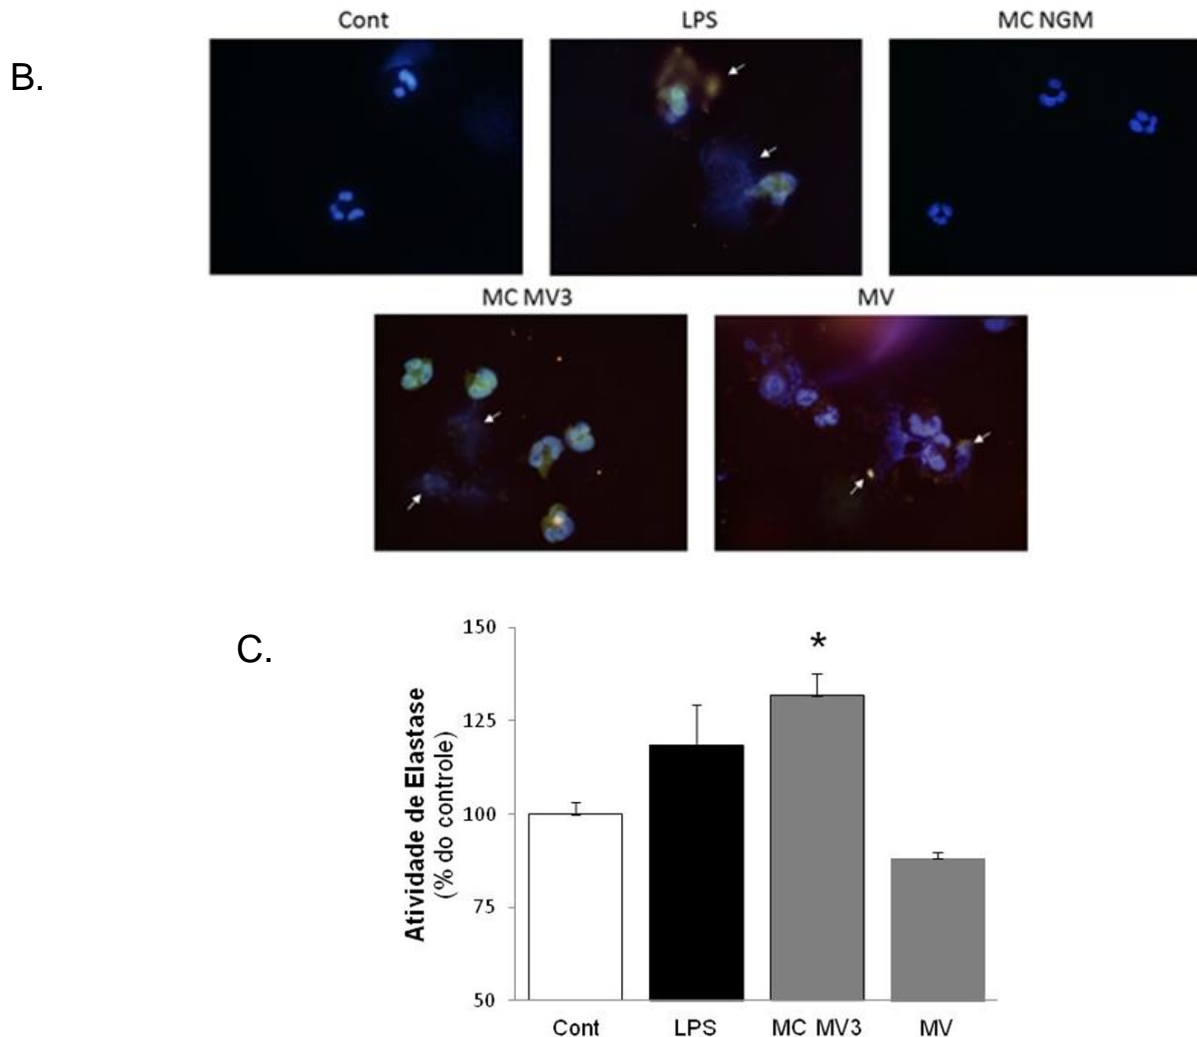 B.
Cont LPS MC NGM
MC MV3 MV
C.
Atividade de Elastase
(% do controle)
150
*
125
100
75
50
Cont LPS MC MV3 MV